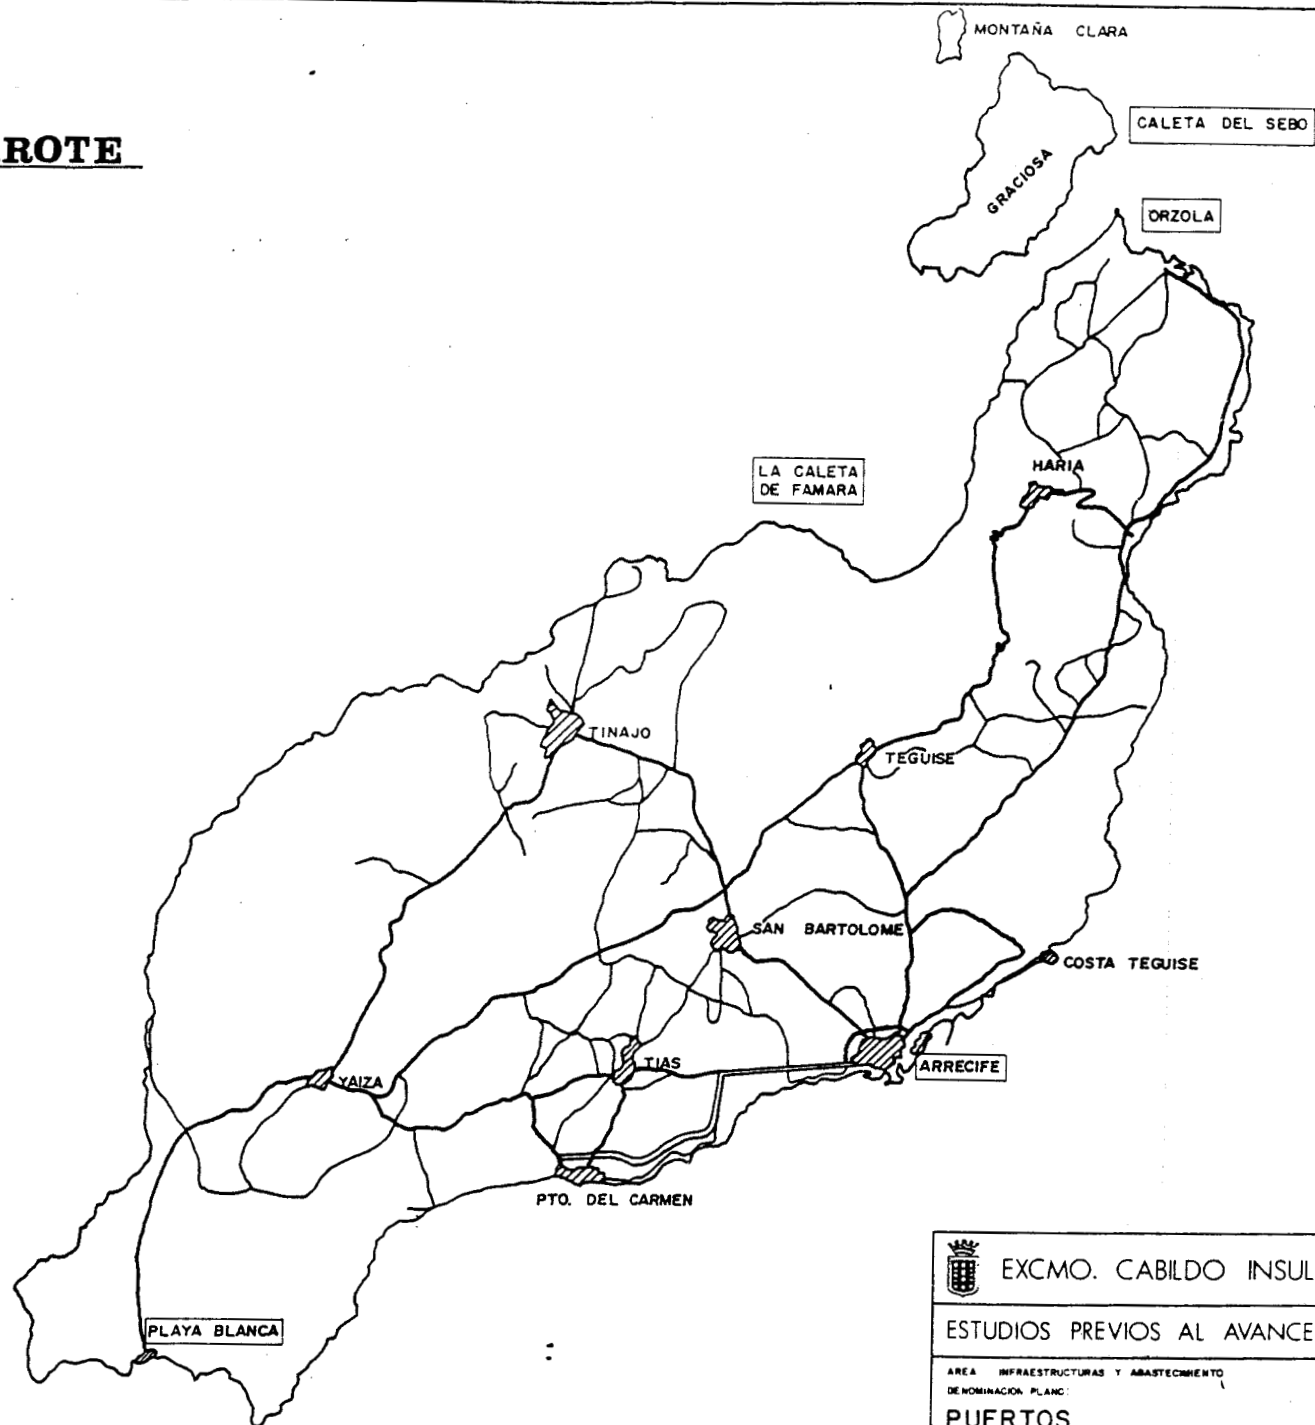 MONTAÑA CLARA
CALETA DEL SEBO
ROTE
GRACIOSA
ORZOLA
LA CALETA
DE FAMARA
HARIA
TINAJO
TEGUISE
SAN BARTOLOME
COSTA TEGUISE
TIAS
ARRECIFE
YAIZA
PTO. DEL CARMEN
EXCMO. CABILDO INSUL
PLAYA BLANCA
ESTUDIOS PREVIOS AL AVANCE
AREA INFRAESTRUCTURAS Y ABASTECIMIENTO
DENOMINACION PLANO:
PUERTOS